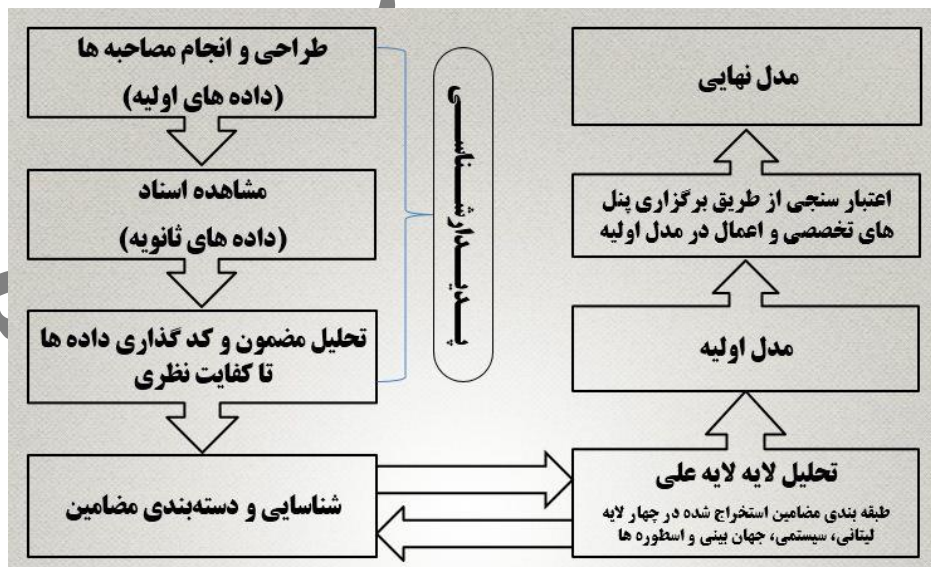 طراحی و انجام مصاحبه ها
(داده های اولیه)
مشاهده اسناد
(داده های ثانویه)
تحلیل مضمون و کد گذاری داده ها
تا کفایت نظری
شناسایی و دسته‌بندی مضامین
پـــدیــدارشـــناســـی
تحلیل لایه لایه علی
طبقه بندی مضامین استخراج شده در چهار لایه
لیتانی، سیستمی، جهان بینی و اسطوره ها
مدل اولیه
اعتبار سنجی از طریق برگزاری پنل
های تخصصی و اعمال در مدل اولیه
مدل نهایی